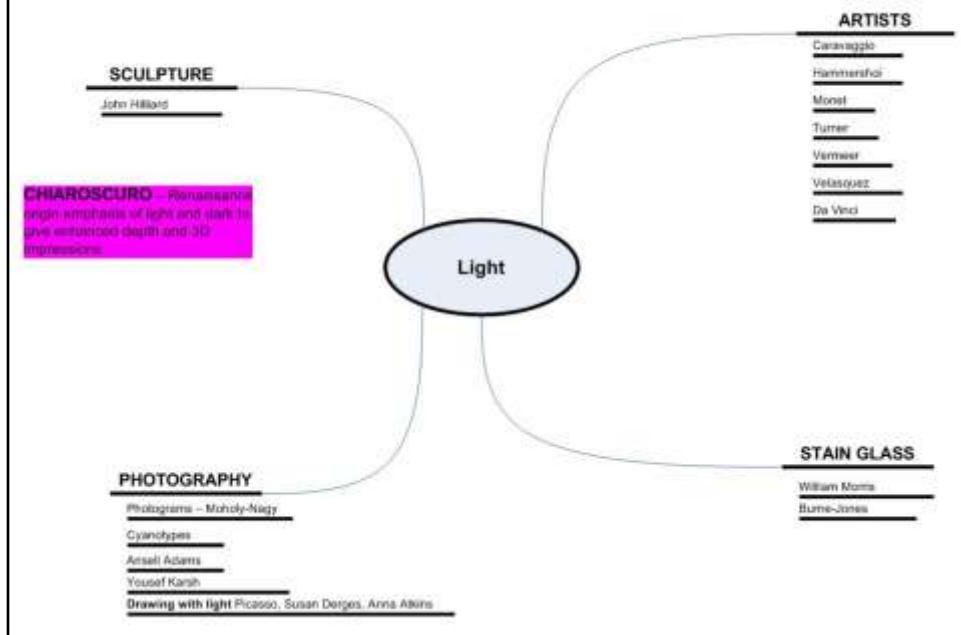 ARTISTS
Caravaggio
Hammershoi
Monet
Turner
Vermeer
Velasquez
Da Vinci
SCULPTURE
John Hilliard
CHIAROSCURO – Renaissance
origin emphasis of light and dark to
give enhanced depth and 3D
impressions
Light
PHOTOGRAPHY
Photograms – Moholy-Nagy
Cyanotypes
Ansell Adams
Yousef Karsh
Drawing with light Picasso, Susan Derges, Anna Atkins
STAIN GLASS
William Morris
Burne-Jones